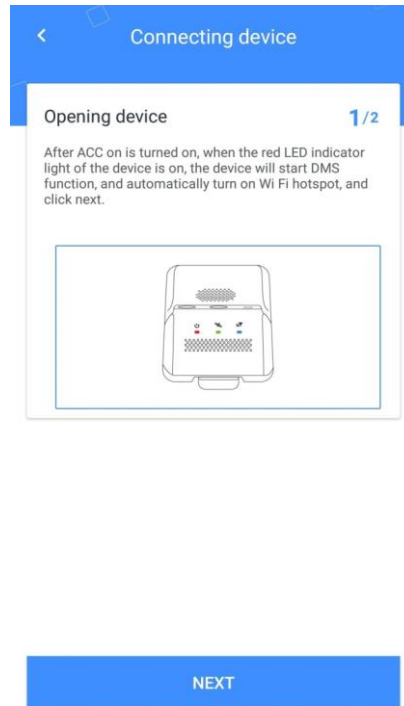 Connecting device
Opening device 1/2
After ACC on is turned on, when the red LED indicator
light of the device is on, the device will start DMS
function, and automatically turn on Wi Fi hotspot, and
click next.
NEXT